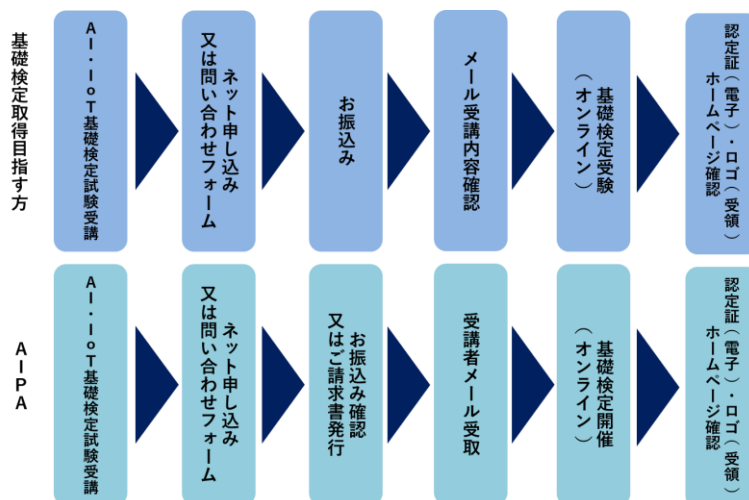 基礎検定取得目指す方
AI・IoT基礎検定試験受講
ネット申し込み
又は問い合わせフォーム
お振込み
メール受講内容確認
基礎検定受験
（オンライン）
認定証（電子）・ロゴ（受領）
ホームページ確認
AIPA
AI・IoT基礎検定試験受講
ネット申し込み
又は問い合わせフォーム
お振込み確認
又はご請求書発行
受講者メール受取
基礎検定開催
（オンライン）
認定証（電子）・ロゴ（受領）
ホームページ確認